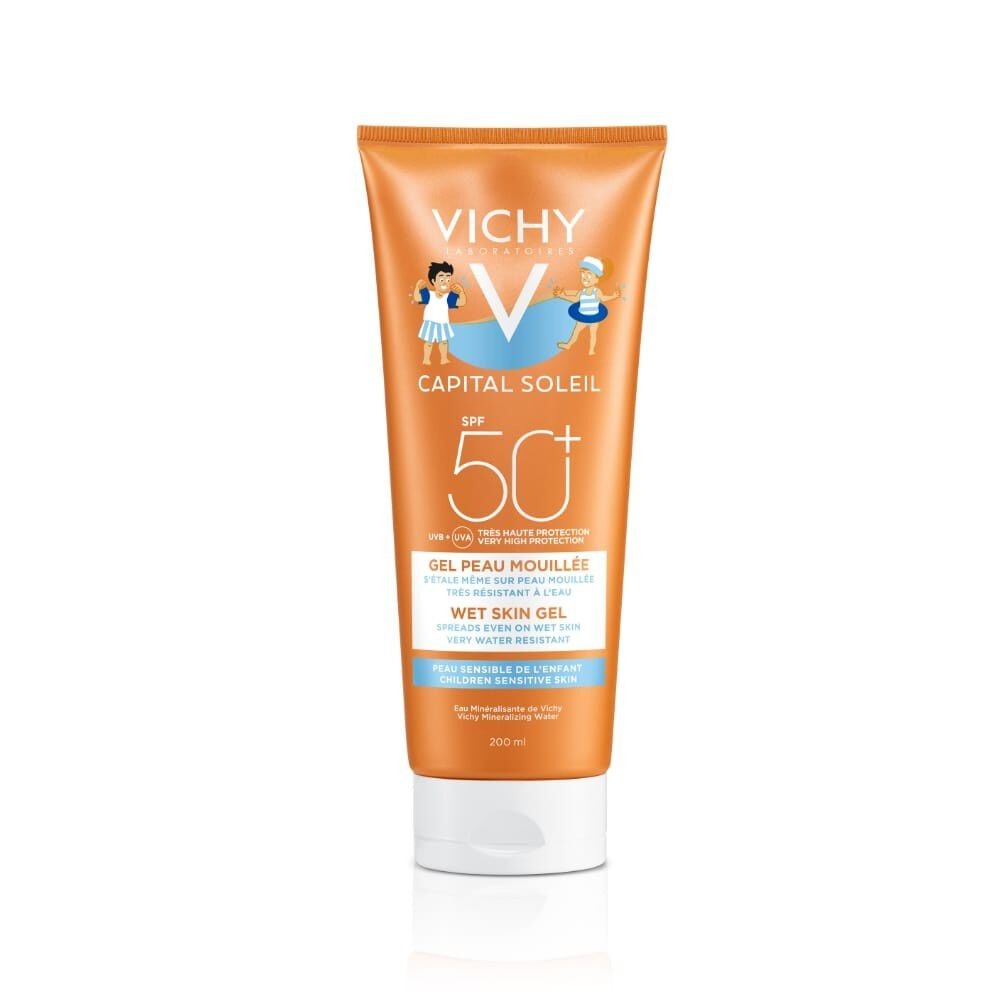 VICHY
LABORATOIRES
V
CAPITAL SOLEIL
SPF
50+
UVB + UVA
TRÈS HAUTE PROTECTION
VERY HIGH PROTECTION
GEL PEAU MOUILLÉE
S'ÉTALE MÊME SUR PEAU MOUILLÉE
TRÈS RÉSISTANT À L'EAU
WET SKIN GEL
SPREADS EVEN ON WET SKIN
VERY WATER RESISTANT
PEAU SENSIBLE DE L'ENFANT
CHILDREN SENSITIVE SKIN
Eau Minéralisante de Vichy
Vichy Mineralizing Water
200 ml